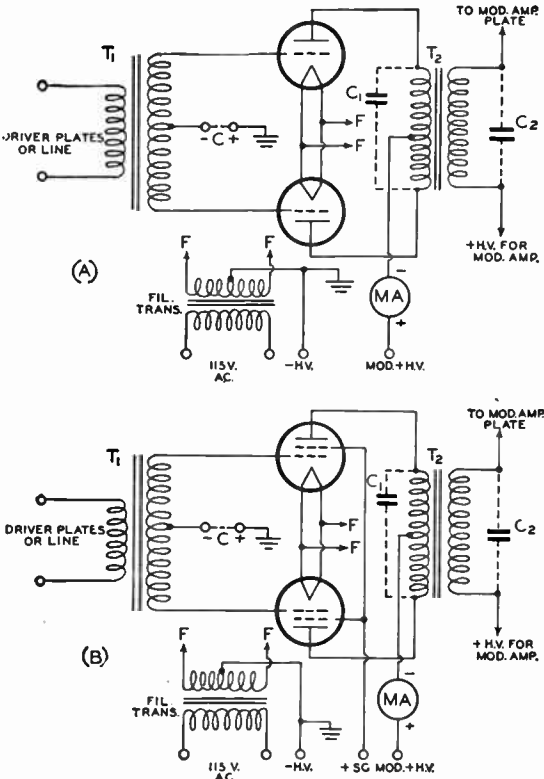 TO MOD. AMP.
PLATE
T1
T2
C1
C2
DRIVER PLATES
OR LINE
- C +
F
F
(A)
F
F
FIL.
TRANS.
-
MA
+
+H.V. FOR
MOD. AMP.
115 V.
AC.
-H.V.
MOD.+H.V.
TO MOD. AMP.
PLATE
T1
T2
C1
C2
DRIVER PLATES
OR LINE
- C +
F
F
(B)
F
F
FIL.
TRANS.
-
MA
+
+ H.V. FOR
MOD. AMP.
115 V.
AC.
-H.V.
+ SG
MOD.+H.V.